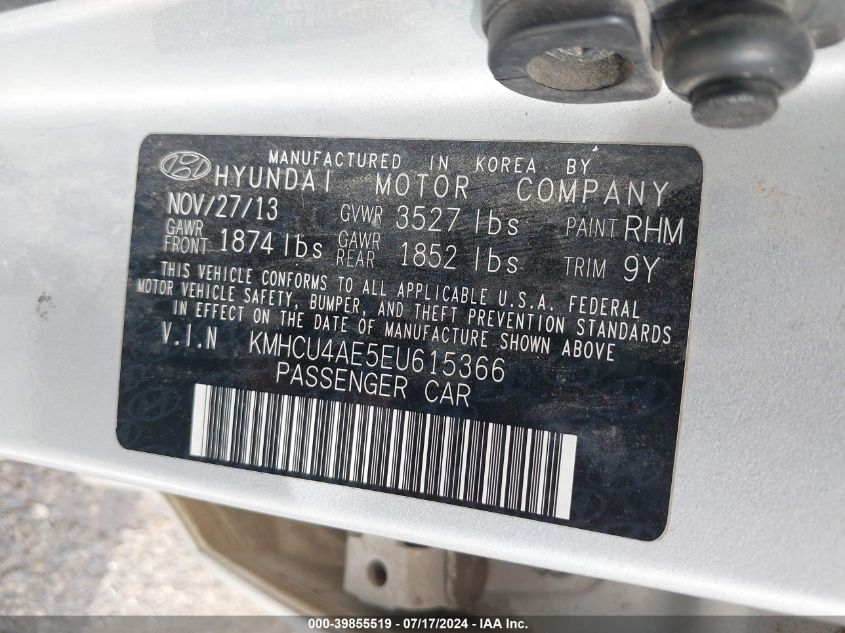 MANUFACTURED IN KOREA BY
HYUNDAI MOTOR COMPANY
NOV/27/13 GVWR 3527 lbs PAINT RHM
GAWR FRONT 1874 lbs GAWR REAR 1852 lbs TRIM 9Y
THIS VEHICLE CONFORMS TO ALL APPLICABLE U.S.A. FEDERAL
MOTOR VEHICLE SAFETY, BUMPER, AND THEFT PREVENTION STANDARDS
IN EFFECT ON THE DATE OF MANUFACTURE SHOWN ABOVE
V.I.N KMHCU4AE5EU615366
PASSENGER CAR
000-39855519 - 07/17/2024 - IAA Inc.